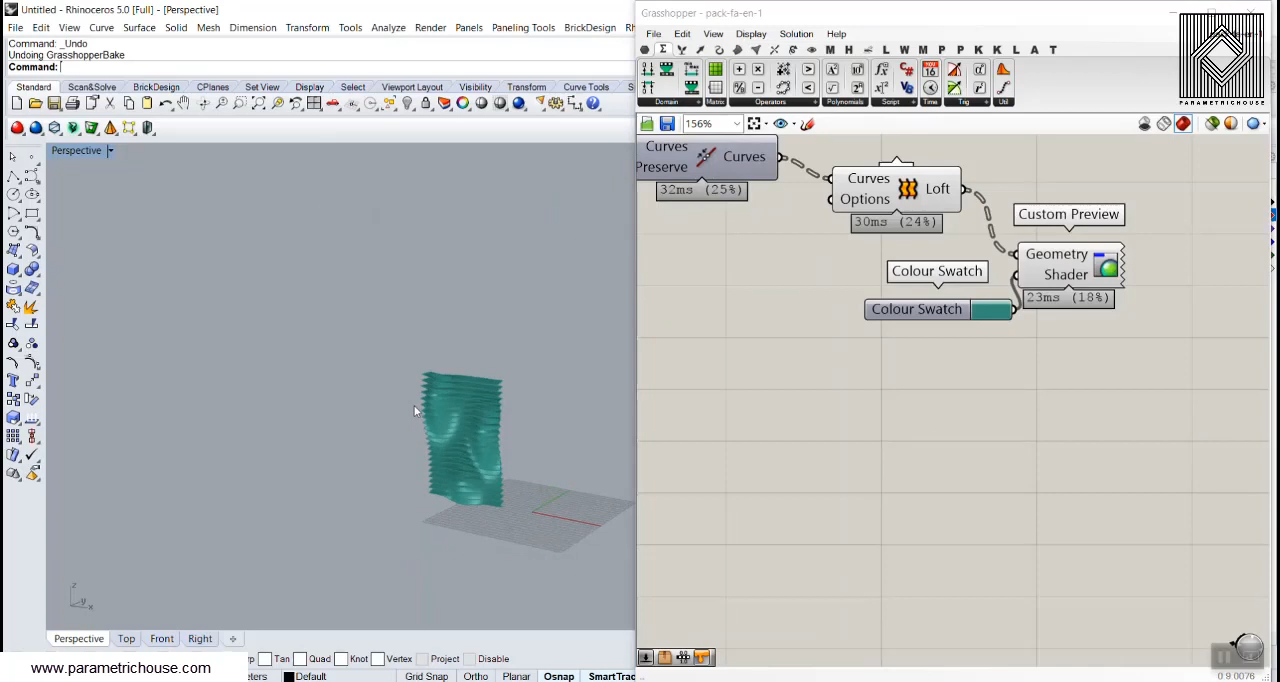 Untitled - Rhinoceros 5.0 [Full] - [Perspective]
File Edit View Curve Surface Solid Mesh Dimension Transform Tools Analyze Render Panels Paneling Tools BrickDesign
Command: _Undo
Undoing GrasshopperBake
Command:
Standard Scan&Solve BrickDesign CPlanes Set View Display Select Viewport Layout Visibility Transform Curve Tools
Perspective
z
y
x
Perspective Top Front Right
Tan Quad Knot Vertex Project Disable
www.parametrichouse.com
eters Default Grid Snap Ortho Planar Osnap SmartTrac
Grasshopper - pack-fa-en-1
File Edit View Display Solution Help
M H L W M P P K K L A T
PARAMETRICHOUSE
Domain Matrix Operators Polynomials Script Time Trig Util
156%
Curves
Preserve
Curves
32ms (25%)
Curves
Options
Loft
30ms (24%)
Custom Preview
Geometry
Shader
23ms (18%)
Colour Swatch
Colour Swatch
0.9.0076